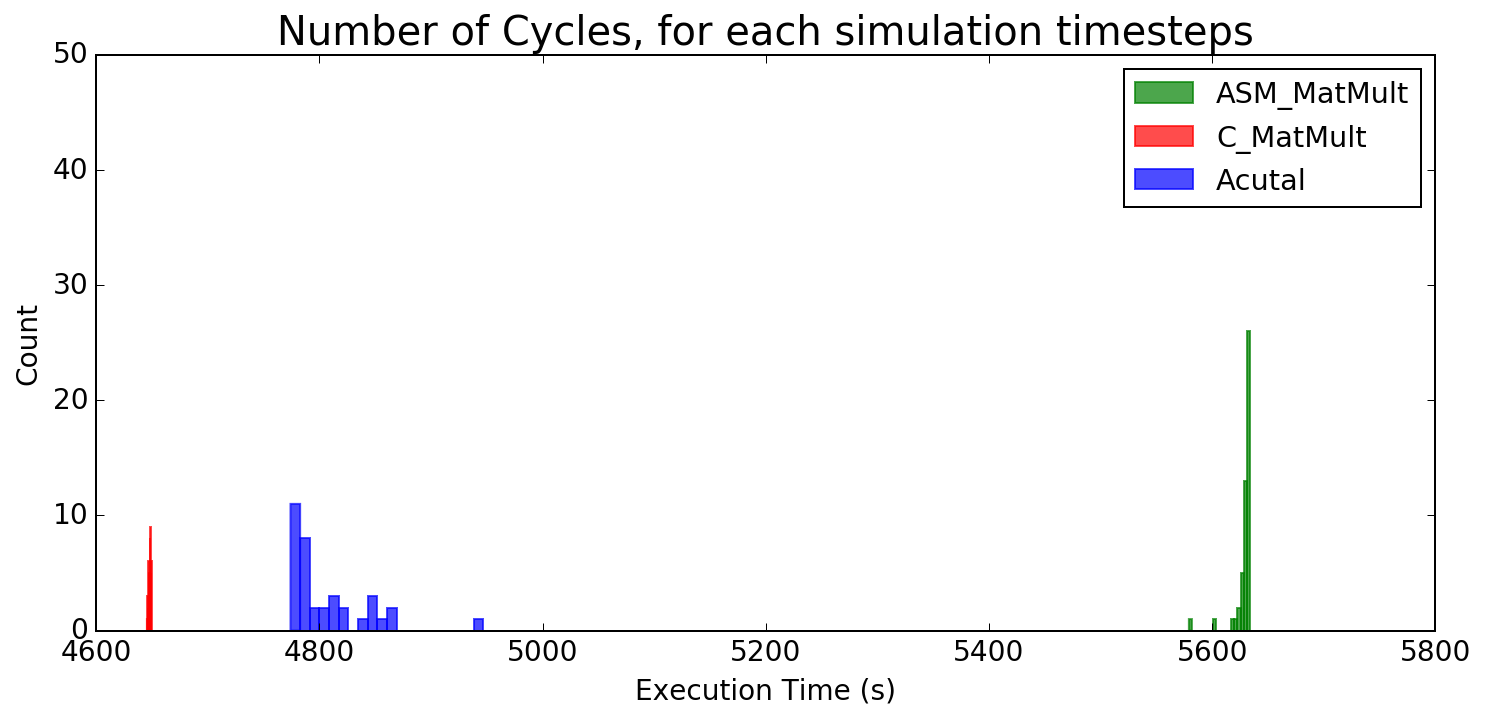 Number of Cycles, for each simulation timesteps
50
40
30
20
10
0
Count
ASM_MatMult
C_MatMult
Acutal
4600 4800 5000 5200 5400 5600 5800
Execution Time (s)